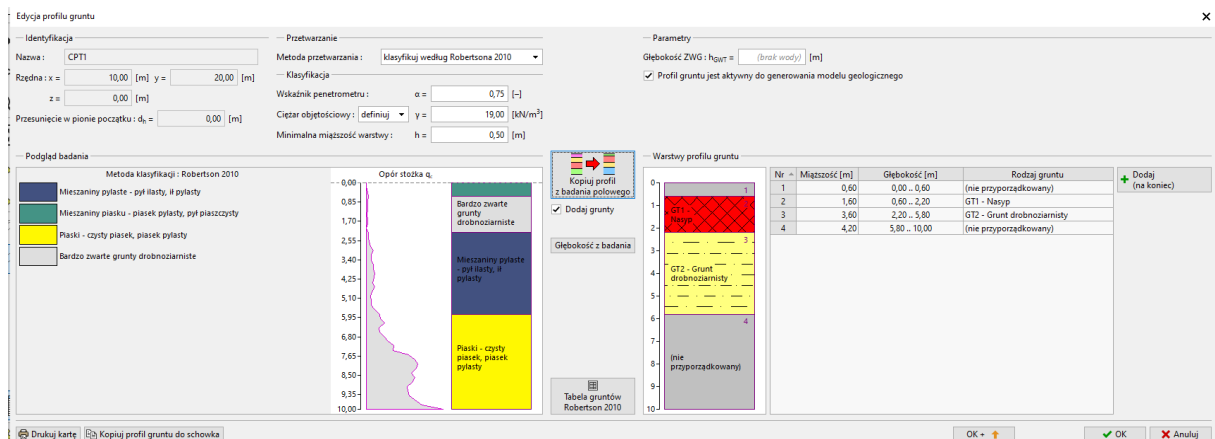 Edycja profilu gruntu
Identyfikacja
Nazwa : CPT1
Rzędna : x = 10,00 [m] y = 20,00 [m]
z = 0,00 [m]
Przesunięcie w pionie początku : dh = 0,00 [m]
Przetwarzanie
Metoda przetwarzania : klasyfikuj według Robertsona 2010
Klasyfikacja
Wskaźnik penetrometru : α = 0,75 [–]
Ciężar objętościowy : definiuj γ = 19,00 [kN/m³]
Minimalna miąższość warstwy : h = 0,50 [m]
Parametry
Głębokość ZWG : hGWT = (brak wody) [m]
Profil gruntu jest aktywny do generowania modelu geologicznego
Podgląd badania
Metoda klasyfikacji : Robertson 2010
Mieszaniny pylaste - pył ilasty, ił pylasty
Mieszaniny piasku - piasek pylasty, pył piaszczysty
Piaski - czysty piasek, piasek pylasty
Bardzo zwarte grunty drobnoziarniste
Opór stożka qc
0,00
0,85
1,70
2,55
3,40
4,25
5,10
5,95
6,80
7,65
8,50
9,35
10,00
Bardzo zwarte
grunty
drobnoziarniste
Mieszaniny pylaste
- pył ilasty, ił
pylasty
Piaski - czysty
piasek, piasek
pylasty
Kopiuj profil
z badania polowego
Dodaj grunty
Głębokość z badania
Tabela gruntów
Robertson 2010
Warstwy profilu gruntu
0
1
2
3
4
5
6
7
8
9
10
1
GT1 -
Nasyp
3
GT2 - Grunt
drobnoziarnisty
4
(nie
przyporządkowany)
Nr Miąższość [m] Głębokość [m] Rodzaj gruntu
1 0,60 0,00 .. 0,60 (nie przyporządkowany)
2 1,60 0,60 .. 2,20 GT1 - Nasyp
3 3,60 2,20 .. 5,80 GT2 - Grunt drobnoziarnisty
4 4,20 5,80 .. 10,00 (nie przyporządkowany)
Dodaj
(na koniec)
Drukuj kartę Kopiuj profil gruntu do schowka
OK + OK Anuluj